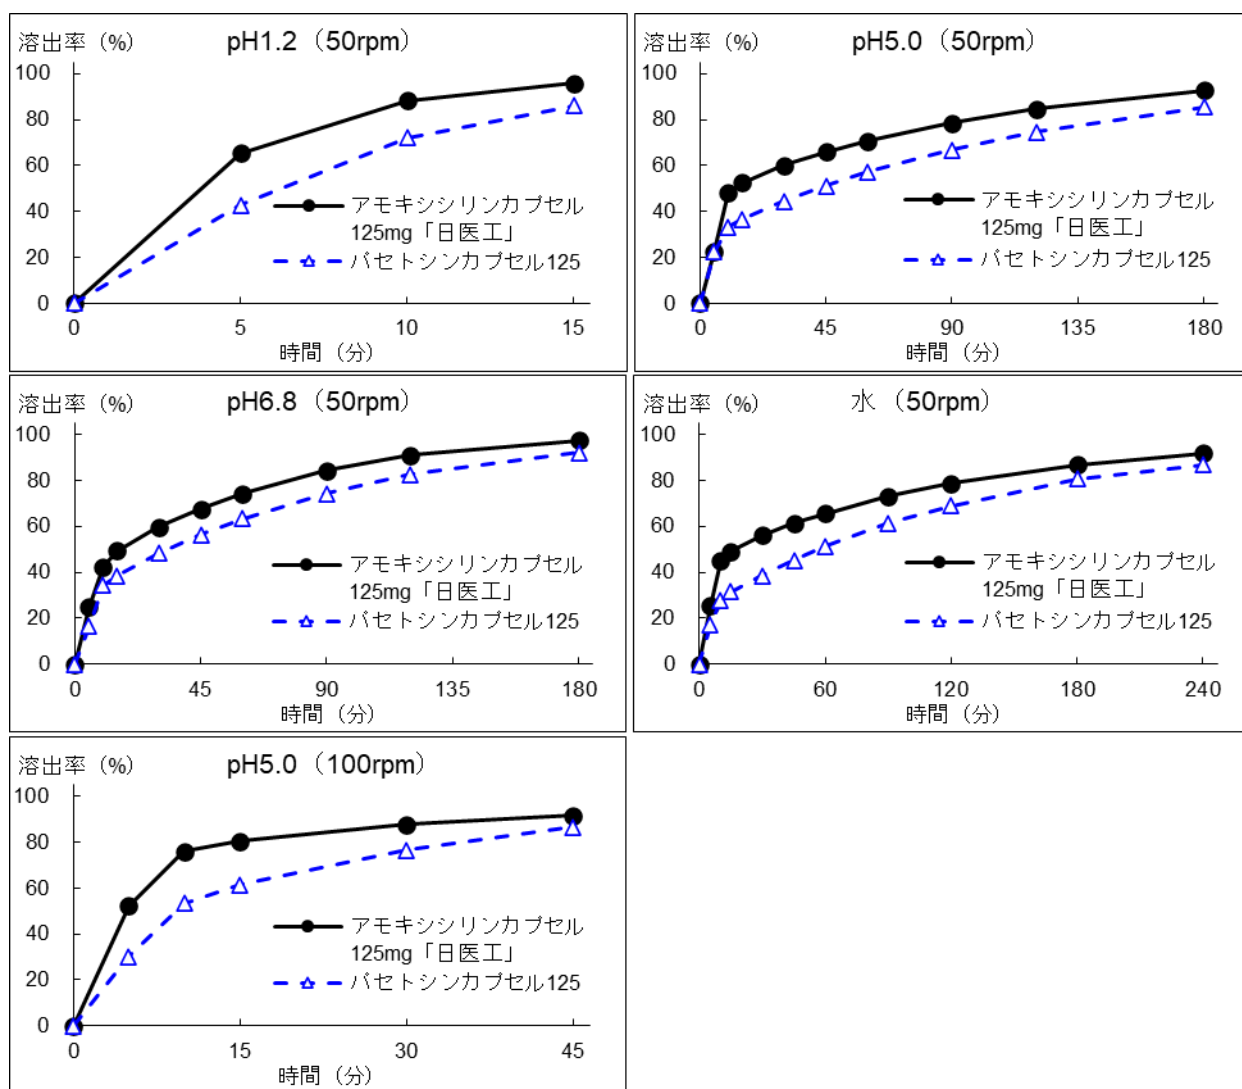 溶出率 (%)
pH1.2（50rpm）
100
80
60
40
20
0
0 5 10 15
時間 (分)
アモキシシリンカプセル
125mg「日医工」
バセトシンカプセル125
溶出率 (%)
pH5.0（50rpm）
100
80
60
40
20
0
0 45 90 135 180
時間 (分)
アモキシシリンカプセル
125mg「日医工」
バセトシンカプセル125
溶出率 (%)
pH6.8（50rpm）
100
80
60
40
20
0
0 45 90 135 180
時間 (分)
アモキシシリンカプセル
125mg「日医工」
バセトシンカプセル125
溶出率 (%)
水（50rpm）
100
80
60
40
20
0
0 60 120 180 240
時間 (分)
アモキシシリンカプセル
125mg「日医工」
バセトシンカプセル125
溶出率 (%)
pH5.0（100rpm）
100
80
60
40
20
0
0 15 30 45
時間 (分)
アモキシシリンカプセル
125mg「日医工」
バセトシンカプセル125